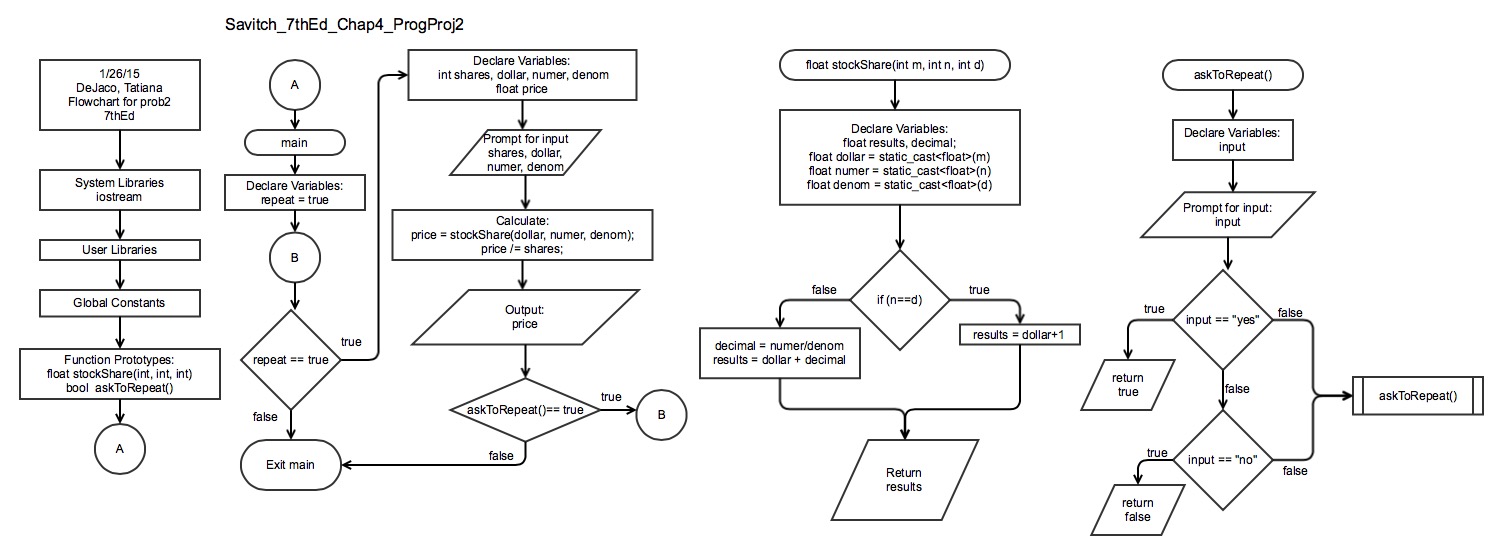 Savitch_7thEd_Chap4_ProgProj2
1/26/15
DeJaco, Tatiana
Flowchart for prob2
7thEd
System Libraries
iostream
User Libraries
Global Constants
Function Prototypes:
float stockShare(int, int, int)
bool askToRepeat()
A
A
main
Declare Variables:
repeat = true
B
repeat == true
true
false
Exit main
Declare Variables:
int shares, dollar, numer, denom
float price
Prompt for input
shares, dollar,
numer, denom
Calculate:
price = stockShare(dollar, numer, denom);
price /= shares;
Output:
price
askToRepeat()== true
true
B
false
float stockShare(int m, int n, int d)
Declare Variables:
float results, decimal;
float dollar = static_cast<float>(m)
float numer = static_cast<float>(n)
float denom = static_cast<float>(d)
if (n==d)
false
true
decimal = numer/denom
results = dollar + decimal
results = dollar+1
Return
results
askToRepeat()
Declare Variables:
input
Prompt for input:
input
input == "yes"
true
false
return
true
false
askToRepeat()
input == "no"
true
false
return
false